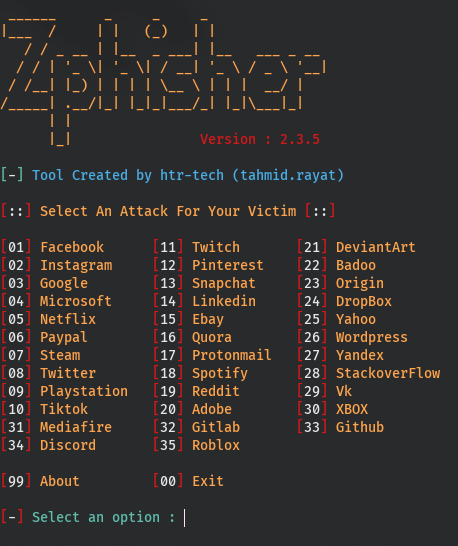 Zphisher
Version : 2.3.5
[-] Tool Created by htr-tech (tahmid.rayat)
[::] Select An Attack For Your Victim [::]
[01] Facebook [11] Twitch [21] DeviantArt
[02] Instagram [12] Pinterest [22] Badoo
[03] Google [13] Snapchat [23] Origin
[04] Microsoft [14] Linkedin [24] DropBox
[05] Netflix [15] Ebay [25] Yahoo
[06] Paypal [16] Quora [26] Wordpress
[07] Steam [17] Protonmail [27] Yandex
[08] Twitter [18] Spotify [28] StackoverFlow
[09] Playstation [19] Reddit [29] Vk
[10] Tiktok [20] Adobe [30] XBOX
[31] Mediafire [32] Gitlab [33] Github
[34] Discord [35] Roblox
[99] About [00] Exit
[-] Select an option :